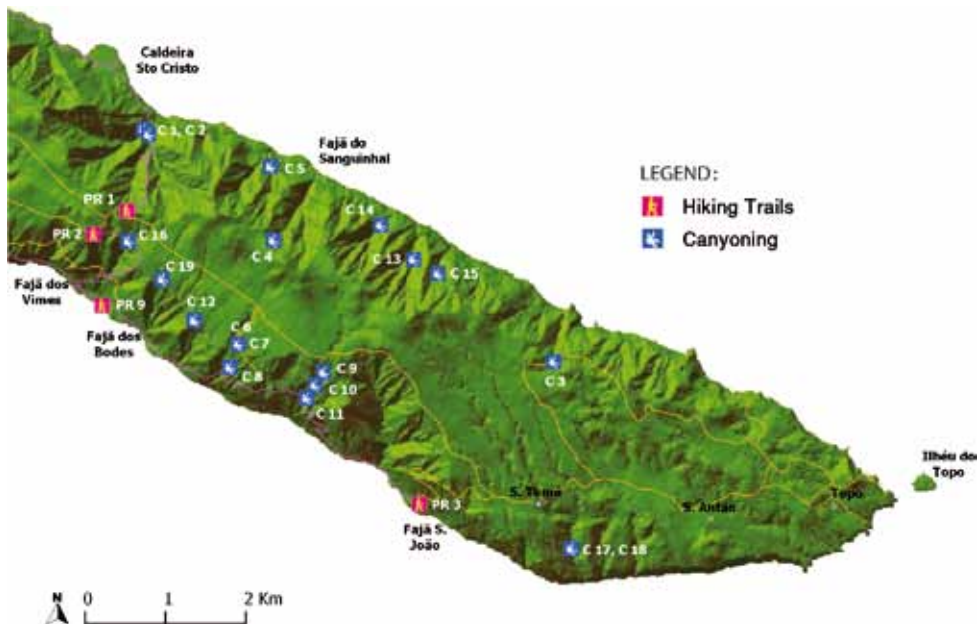 Caldeira
Sto Cristo
C 1, C 2
Fajã do
Sanguinhal
C 5
LEGEND:
Hiking Trails
Canyoning
PR 1
PR 2
C 16
C 14
C 4
C 13
C 15
C 19
Fajã dos
Vimes
PR 9
C 12
Fajã dos
Bodes
C 6
C 7
C 8
C 9
C 10
C 11
C 3
Ilhéu do
Topo
S. Tomé
S. Antão
Topo
PR 3
Fajã S.
João
C 17, C 18
N
0 1 2 Km